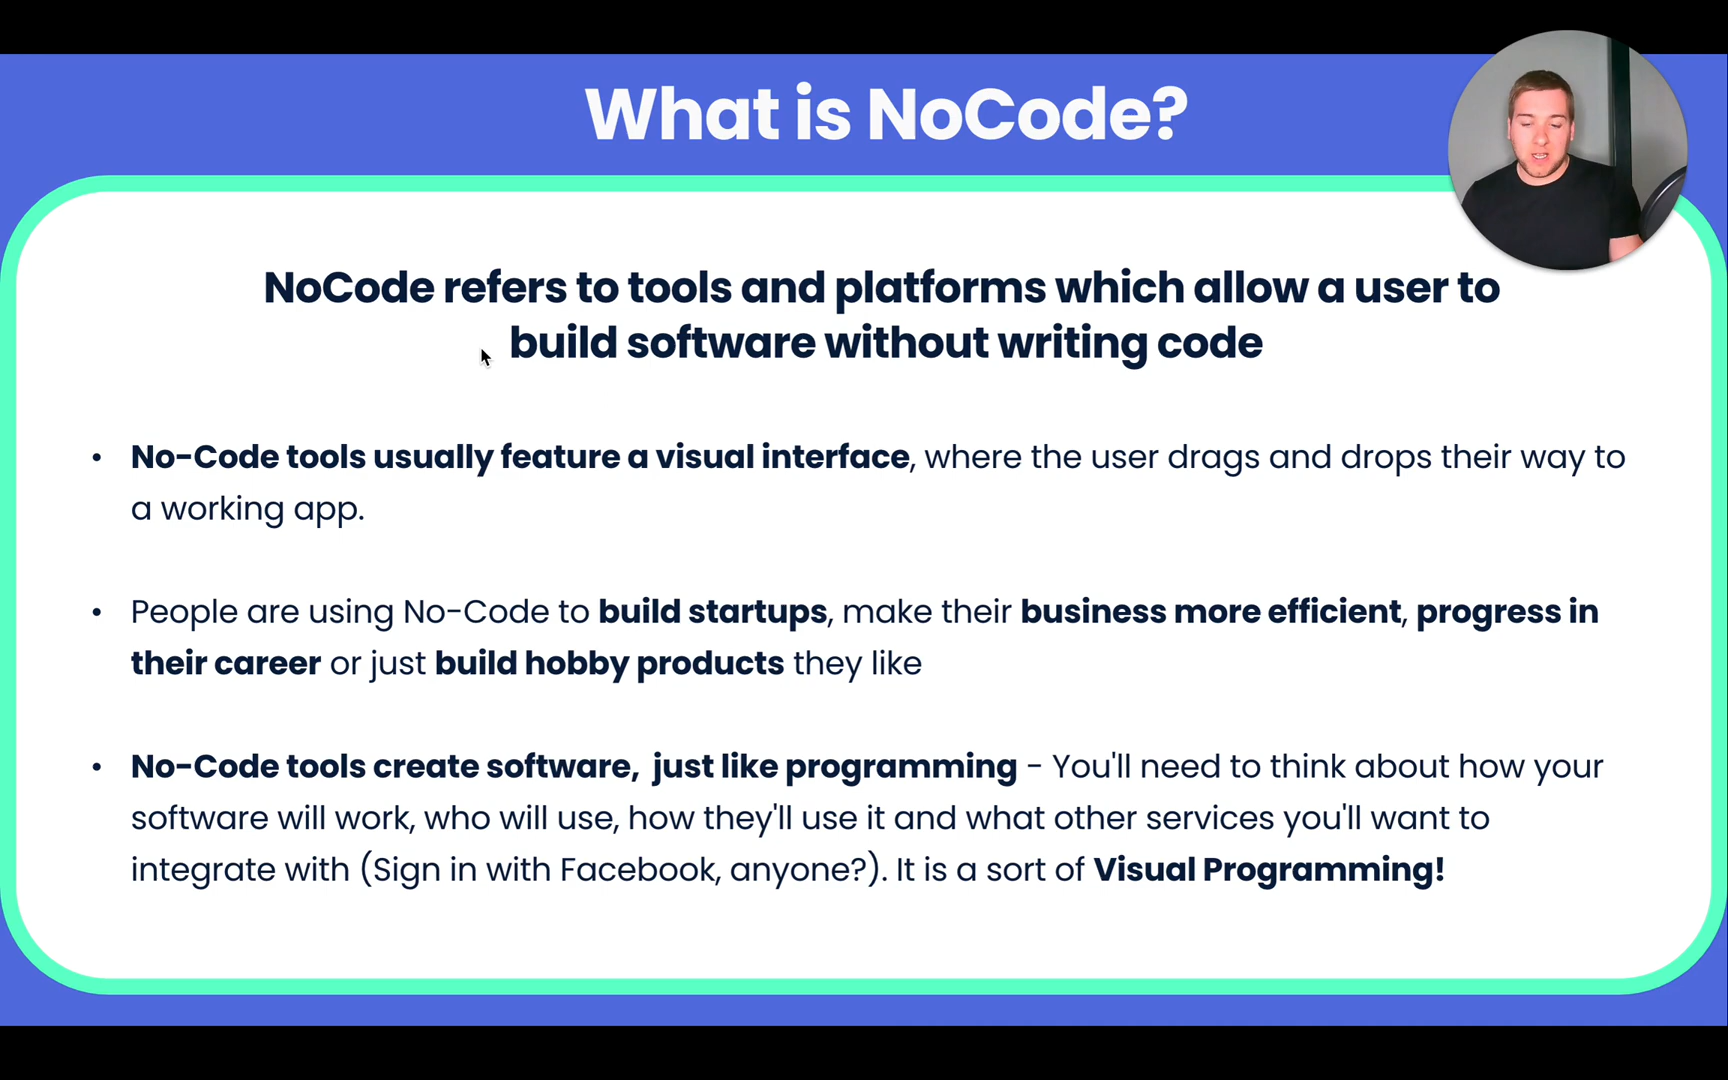 What is NoCode?
NoCode refers to tools and platforms which allow a user to
build software without writing code
• No-Code tools usually feature a visual interface, where the user drags and drops their way to
a working app.
• People are using No-Code to build startups, make their business more efficient, progress in
their career or just build hobby products they like
• No-Code tools create software,  just like programming - You'll need to think about how your
software will work, who will use, how they'll use it and what other services you'll want to
integrate with (Sign in with Facebook, anyone?). It is a sort of Visual Programming!